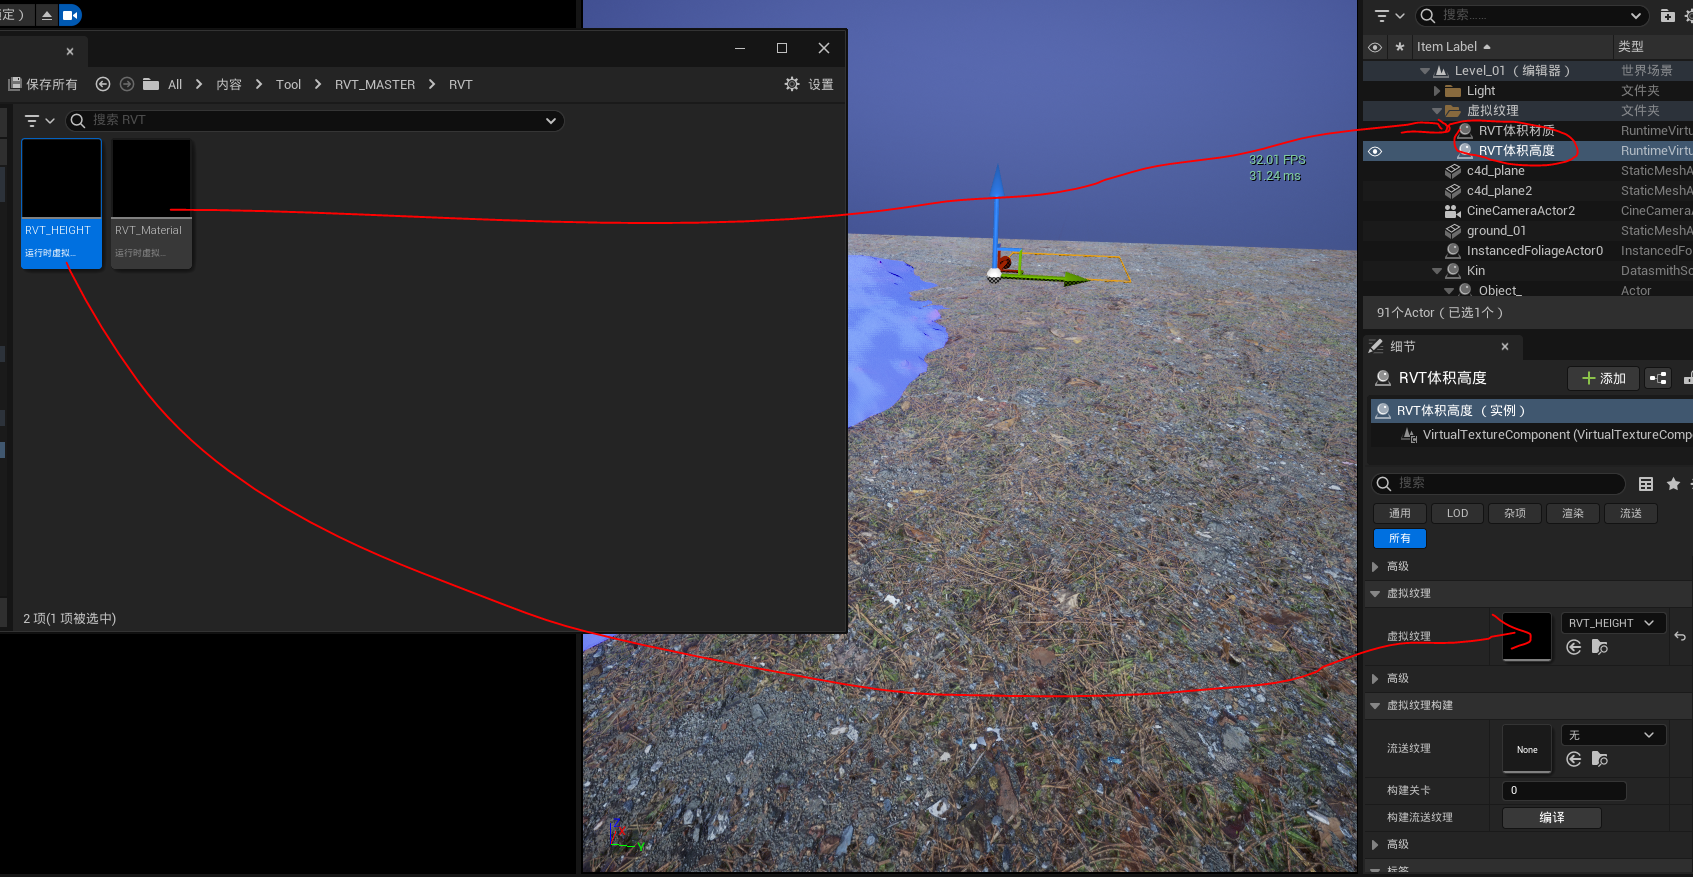 定）
保存所有
All
内容
Tool
RVT_MASTER
RVT
设置
搜索 RVT
RVT_HEIGHT
运行时虚拟...
RVT_Material
运行时虚拟...
2 项(1 项被选中)
32.01 FPS
31.24 ms
Z
Y
搜索......
Item Label
类型
Level_01 （编辑器）
世界场景
Light
文件夹
虚拟纹理
文件夹
RVT体积材质
RuntimeVirtu
RVT体积高度
RuntimeVirtu
c4d_plane
StaticMeshA
c4d_plane2
StaticMeshA
CineCameraActor2
CineCamera
ground_01
StaticMeshA
InstancedFoliageActor0
InstancedFo
Kin
DatasmithSc
Object_
Actor
91个Actor（已选1个）
细节
RVT体积高度
添加
RVT体积高度 （实例）
VirtualTextureComponent (VirtualTextureComp
搜索
通用
LOD
杂项
渲染
流送
所有
高级
虚拟纹理
虚拟纹理
RVT_HEIGHT
高级
虚拟纹理构建
流送纹理
None
无
构建关卡
0
构建流送纹理
编译
高级
标签